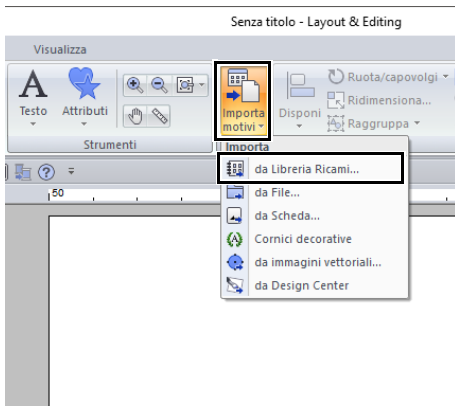 Senza titolo - Layout & Editing
Visualizza
Testo
Attributi
Importa
motivi
Disponi
Ruota/capovolgi
Ridimensiona...
Raggruppa
Strumenti
Importa
da Libreria Ricami...
da File...
da Scheda...
Cornici decorative
da immagini vettoriali...
da Design Center
50